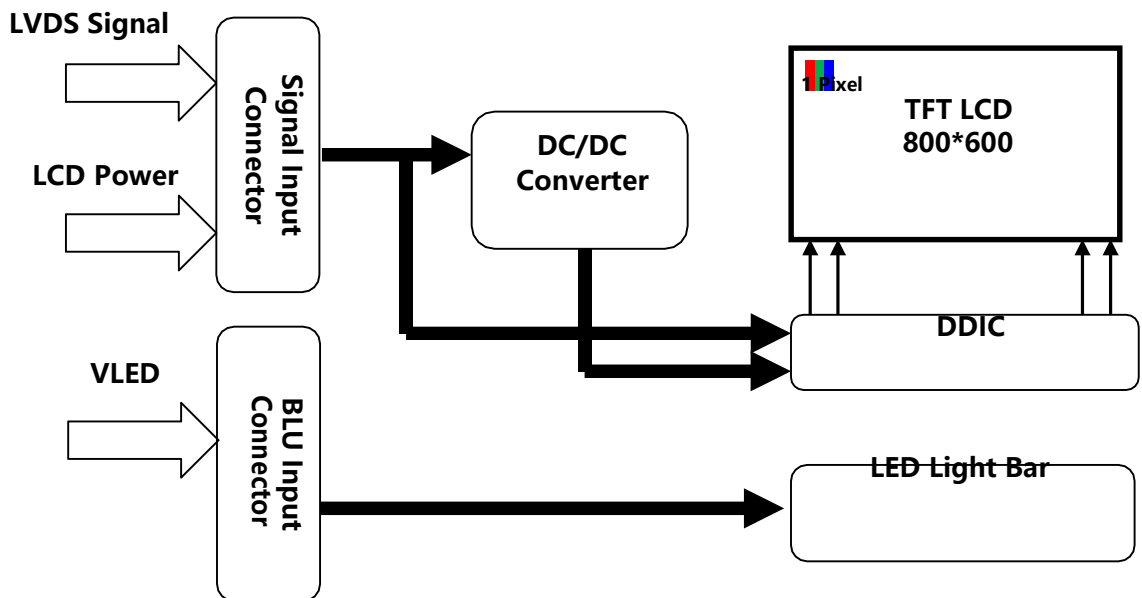 LVDS Signal
LCD Power
Signal Input
Connector
DC/DC
Converter
1 Pixel
TFT LCD
800*600
DDIC
VLED
BLU Input
Connector
LED Light Bar